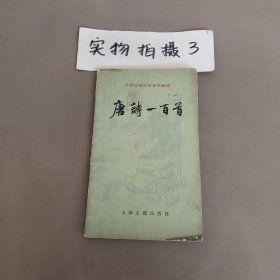 实物拍摄3
中国古典文学作品选读
唐诗一百首
上海古籍出版社